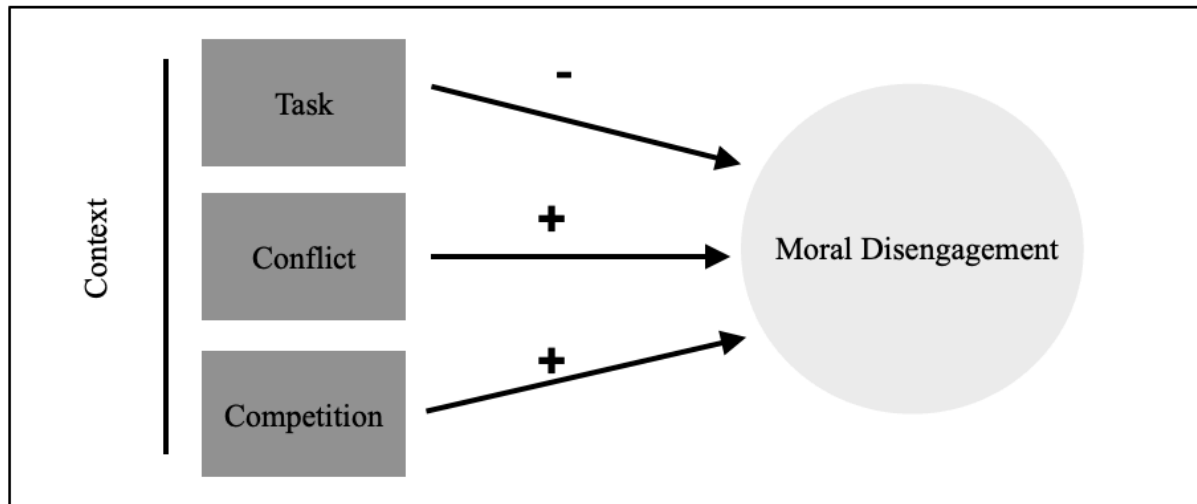 Context
Task
-
Conflict
+
Competition
+
Moral Disengagement